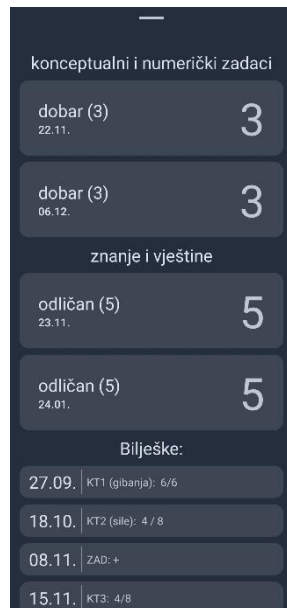 konceptualni i numerički zadaci
dobar (3)
22.11.
3
dobar (3)
06.12.
3
znanje i vještine
odličan (5)
23.11.
5
odličan (5)
24.01.
5
Bilješke:
27.09. KT1 (gibanja): 6/6
18.10. KT2 (sile): 4 / 8
08.11. ZAD: +
15.11. KT3: 4/8